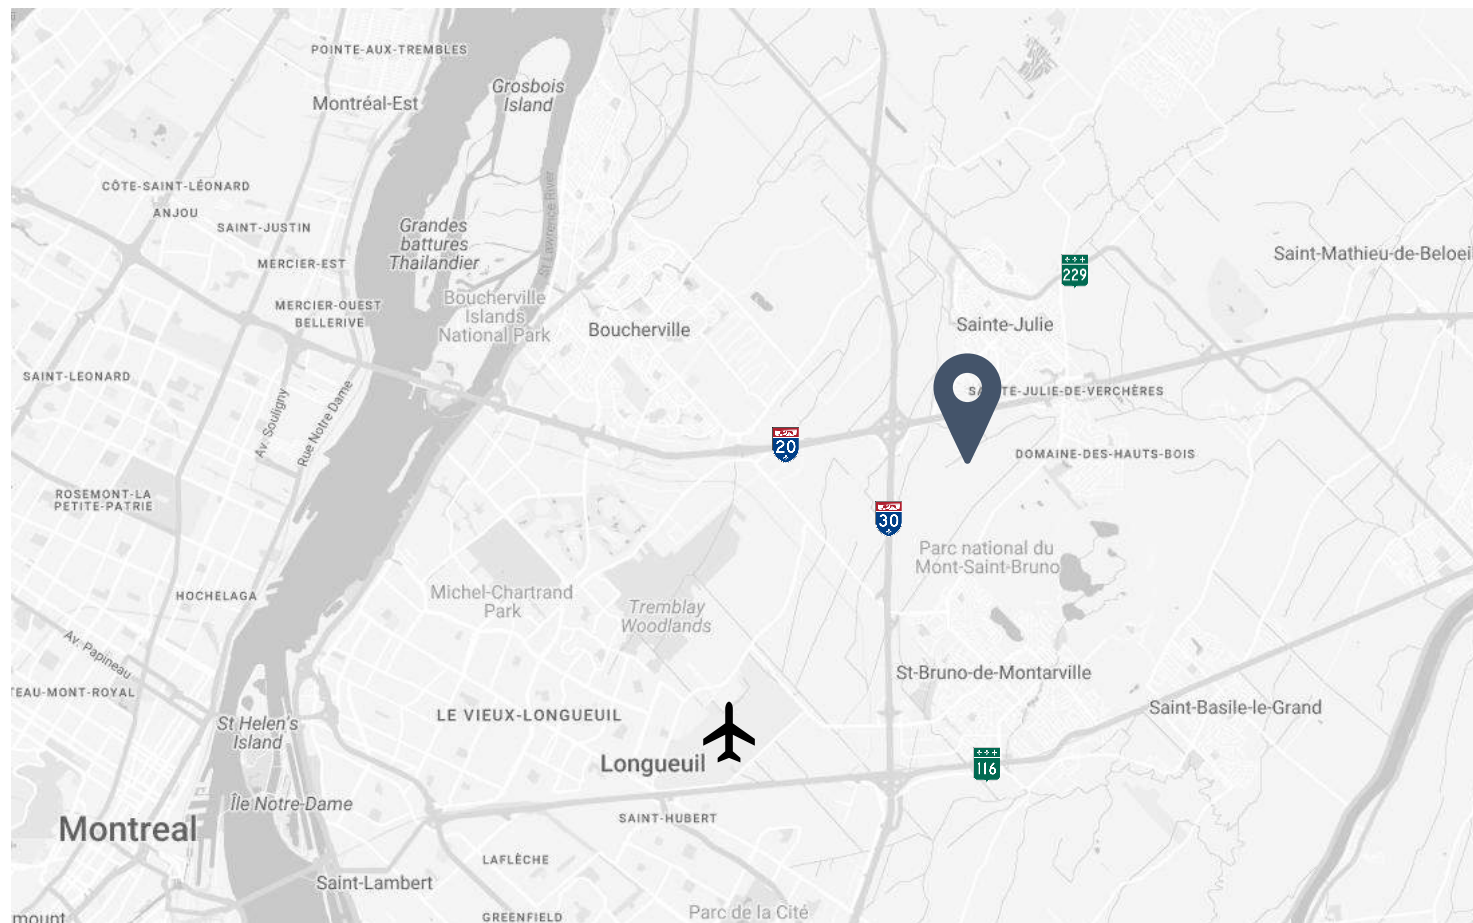 POINTE-AUX-TREMBLES
Grosbois
Island
Montréal-Est
CÔTE-SAINT-LÉONARD
ANJOU
SAINT-JUSTIN
Grandes
battures
Thailandier
MERCIER-EST
St Lawrence River
229
Saint-Mathieu-de-Beloeil
MERCIER-OUEST
BELLERIVE
Boucherville
Islands
National Park
Boucherville
Sainte-Julie
SAINT-LEONARD
TE-JULIE-DE-VERCHÈRES
Av. Souligny
Rue Notre Dame
20
DOMAINE-DES-HAUTS-BOIS
ROSEMONT-LA
PETITE-PATRIE
30
Parc national du
Mont-Saint-Bruno
HOCHELAGA
Michel-Chartrand
Park
Tremblay
Woodlands
Av. Papineau
TEAU-MONT-ROYAL
St-Bruno-de-Montarville
Saint-Basile-le-Grand
St Helen's
Island
LE VIEUX-LONGUEUIL
Longueuil
116
Île Notre-Dame
Montreal
SAINT-HUBERT
LAFLÈCHE
Saint-Lambert
Parc de la Cité
GREENFIELD
mount